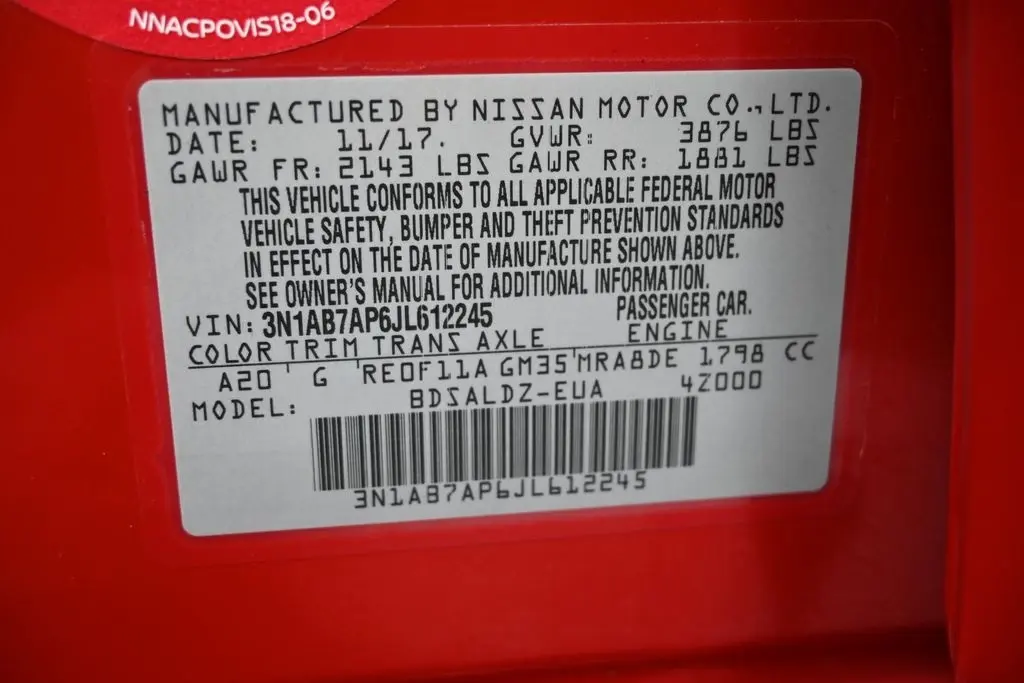 NNACPOVIS18-06
MANUFACTURED BY NISSAN MOTOR CO., LTD.
DATE: 11/17. GVWR: 3876 LBS
GAWR FR: 2143 LBS GAWR RR: 1881 LBS
THIS VEHICLE CONFORMS TO ALL APPLICABLE FEDERAL MOTOR
VEHICLE SAFETY, BUMPER AND THEFT PREVENTION STANDARDS
IN EFFECT ON THE DATE OF MANUFACTURE SHOWN ABOVE.
SEE OWNER'S MANUAL FOR ADDITIONAL INFORMATION.
VIN: 3N1AB7AP6JL612245 PASSENGER CAR.
COLOR TRIM TRANS AXLE ENGINE
A20 G RE0F11A GM35 MRA8DE 1798 CC
MODEL: BDSALDZ-EUA 4Z000
3N1AB7AP6JL612245